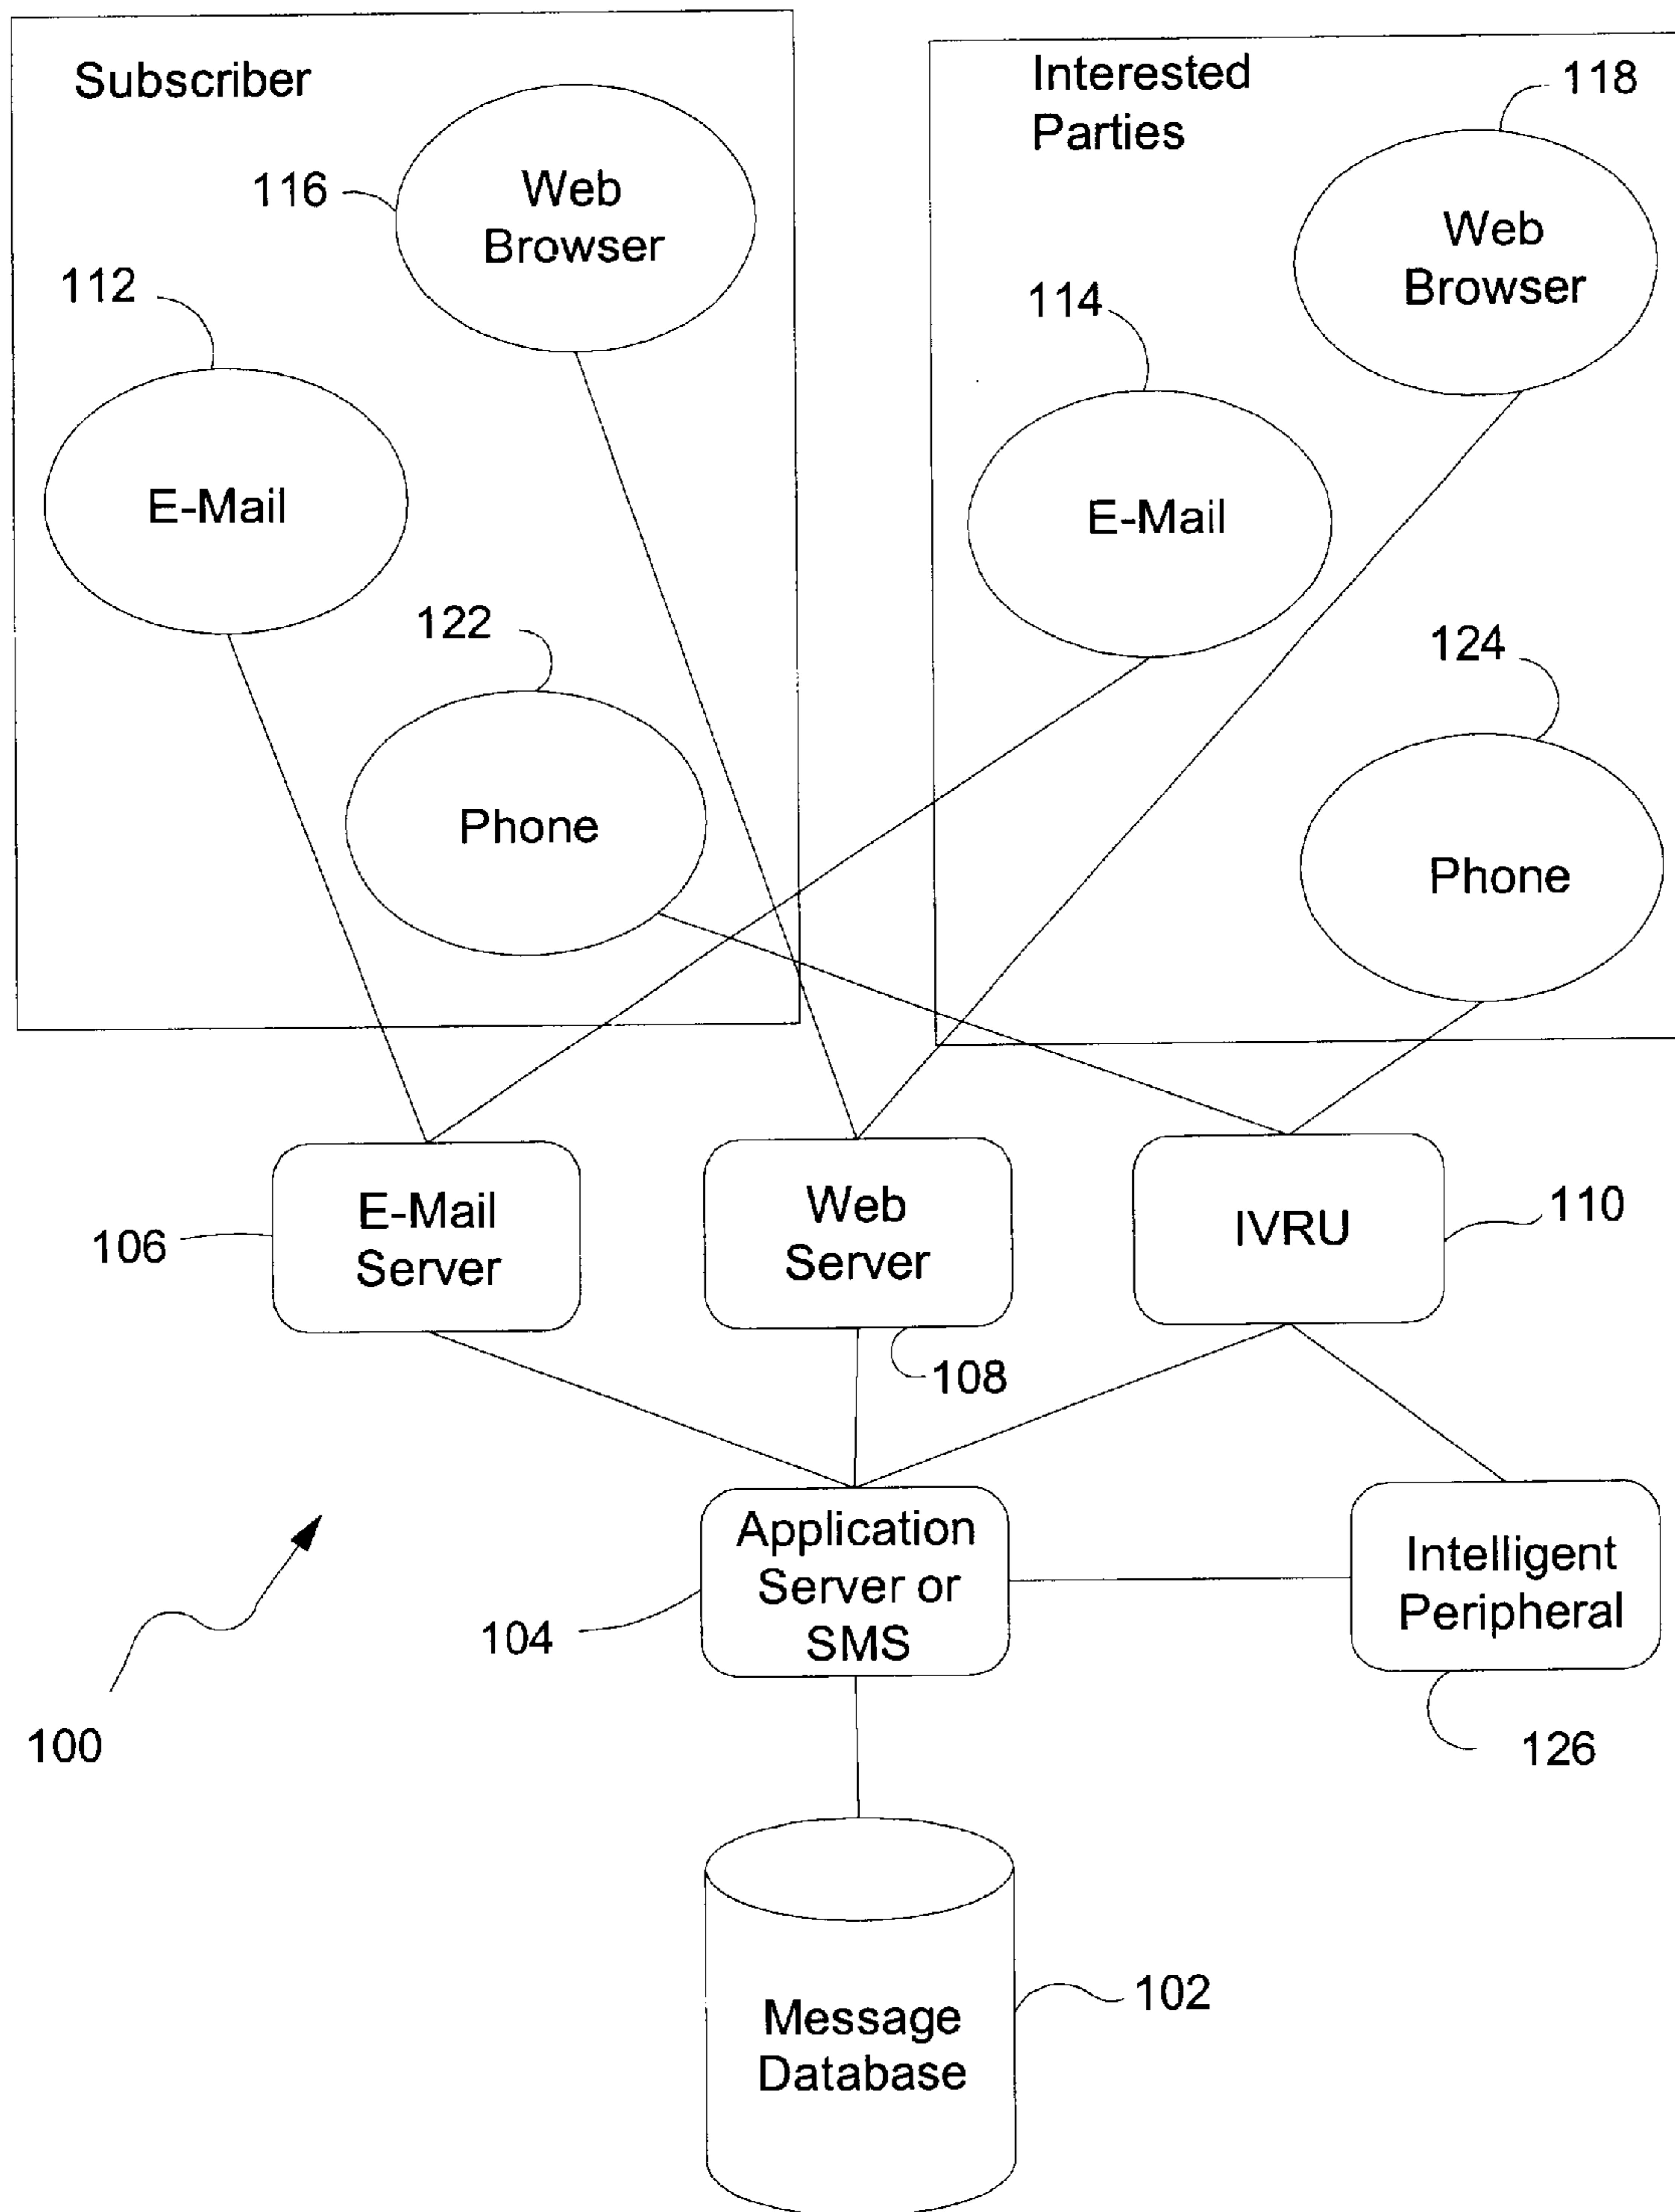 Subscriber
116
Web
Browser
112
E-Mail
122
Phone
Interested
Parties
118
Web
Browser
114
E-Mail
124
Phone
106
E-Mail
Server
Web
Server
108
IVRU
110
Application
Server or
SMS
104
Intelligent
Peripheral
126
100
Message
Database
102